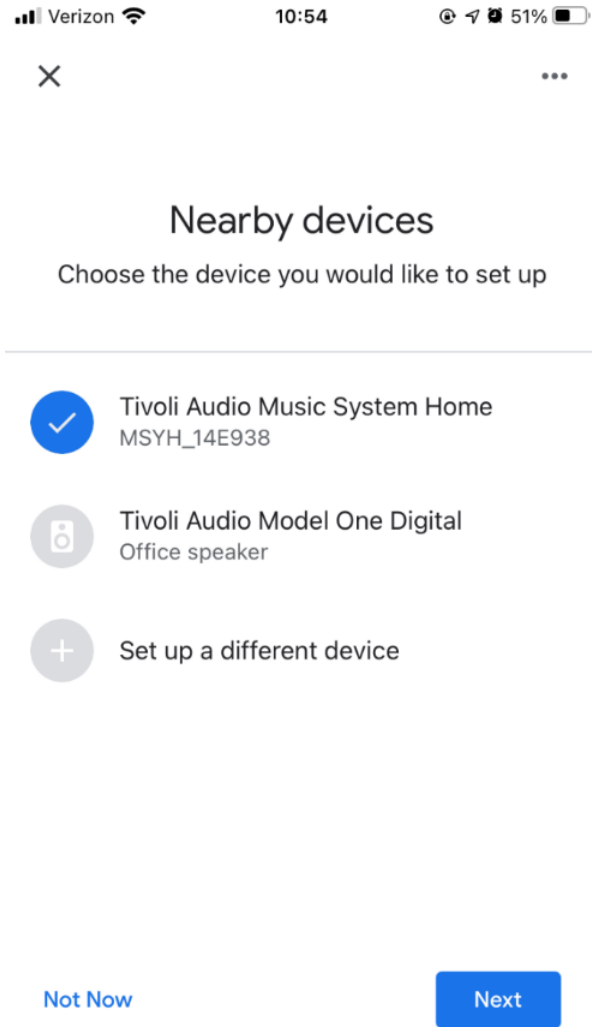 Verizon 10:54 51%
Nearby devices
Choose the device you would like to set up
Tivoli Audio Music System Home
MSYH_14E938
Tivoli Audio Model One Digital
Office speaker
Set up a different device
Not Now Next